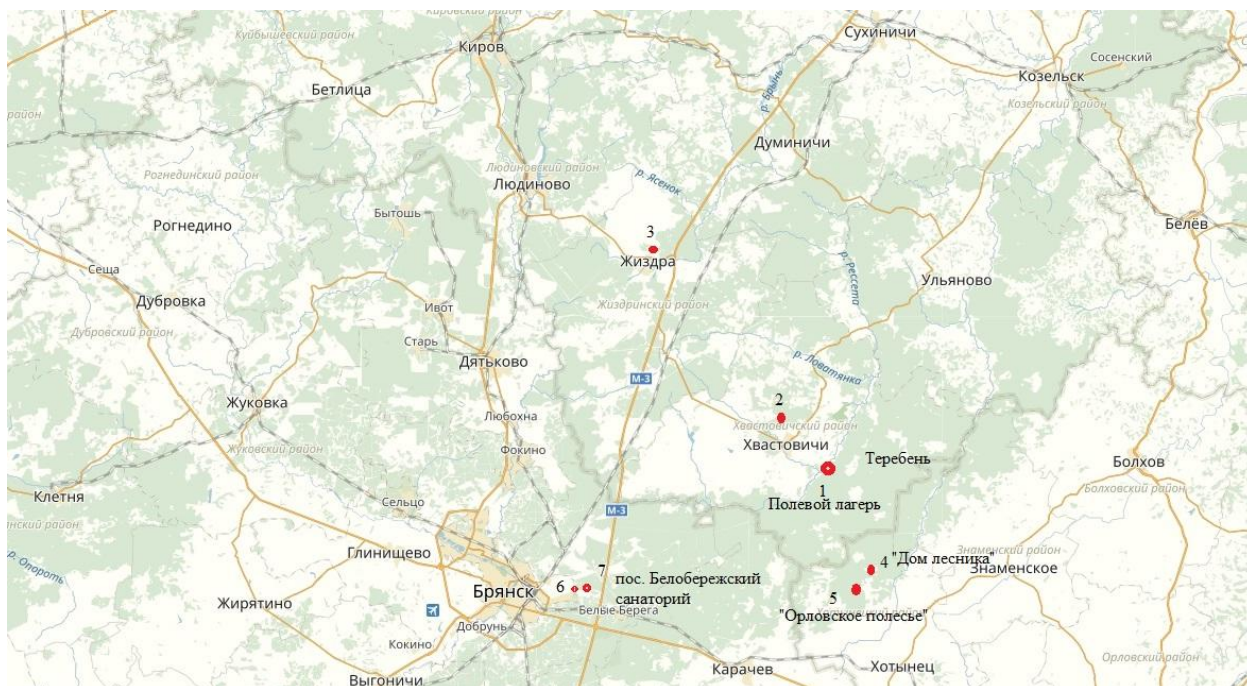 Кировский район
Куйбышевский район
Киров
Сухиничи
Сосенский
Козельск
Козельский район
Бетлица
район
р. Брынь
Думиничи
Людиновский район
Людиново
р. Ясенок
Рогнединский район
Рогнедино
Бытошь
Белёв
3
Жиздра
р. Рессета
Ульяново
Сеща
Дубровка
Дубровский район
Ивот
Старь
Жиздринский район
Дятьково
М-3
р. Ловатянка
Жуковка
Жуковский район
Любохна
Фокино
2
Хвастовичский район
Хвастовичи
Теребень
1
Полевой лагерь
Болхов
Болховский район
Клетня
Сельцо
М-3
Глинищево
р. Опороть
Знаменский район
Знаменское
4 "Дом лесника"
5
"Орловское полесье"
Брянск
6
7
пос. Белобережский
санаторий
Белые Берега
Жирятино
Добрунь
Кокино
Выгоничи
Карачев
Хотынец
Орловский район